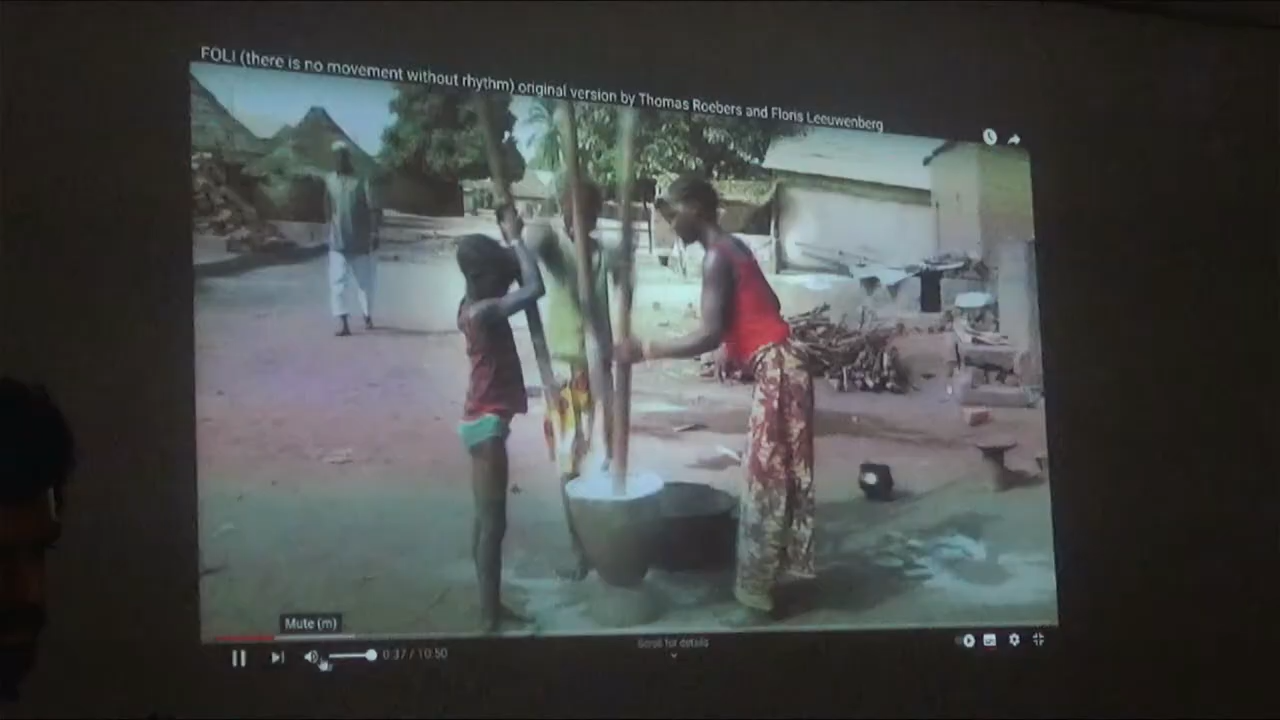 FOLI (there is no movement without rhythm) original version by Thomas Roebers and Floris Leeuwenberg
Mute (m)
0:37 / 10:50
Scroll for details